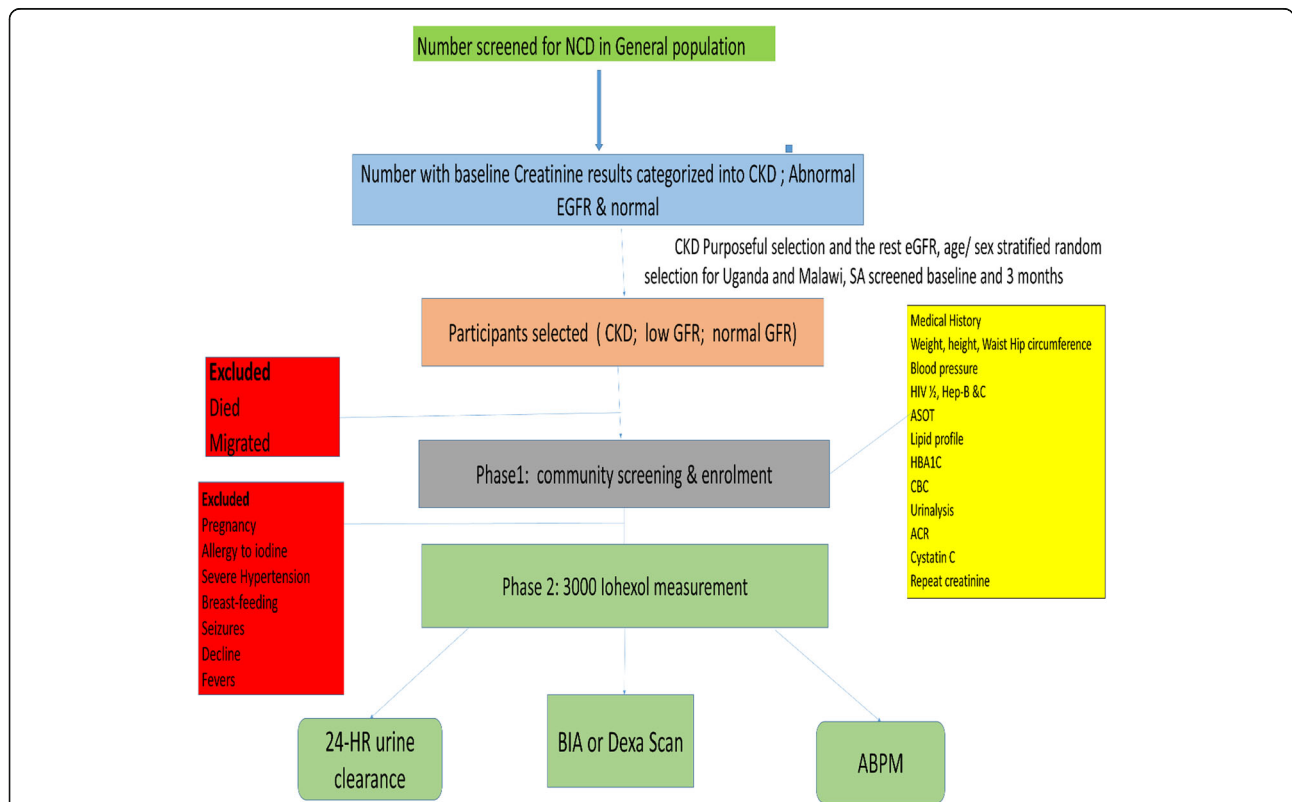 Number screened for NCD in General population
Number with baseline Creatinine results categorized into CKD ; Abnormal
EGFR & normal
CKD Purposeful selection and the rest eGFR, age/ sex stratified random
selection for Uganda and Malawi, SA screened baseline and 3 months
Participants selected ( CKD; low GFR; normal GFR)
Excluded
Died
Migrated
Medical History
Weight, height, Waist Hip circumference
Blood pressure
HIV ½, Hep-B &C
ASOT
Lipid profile
HBA1C
CBC
Urinalysis
ACR
Cystatin C
Repeat creatinine
Phase1: community screening & enrolment
Excluded
Pregnancy
Allergy to iodine
Severe Hypertension
Breast-feeding
Seizures
Decline
Fevers
Phase 2: 3000 Iohexol measurement
24-HR urine
clearance
BIA or Dexa Scan
ABPM